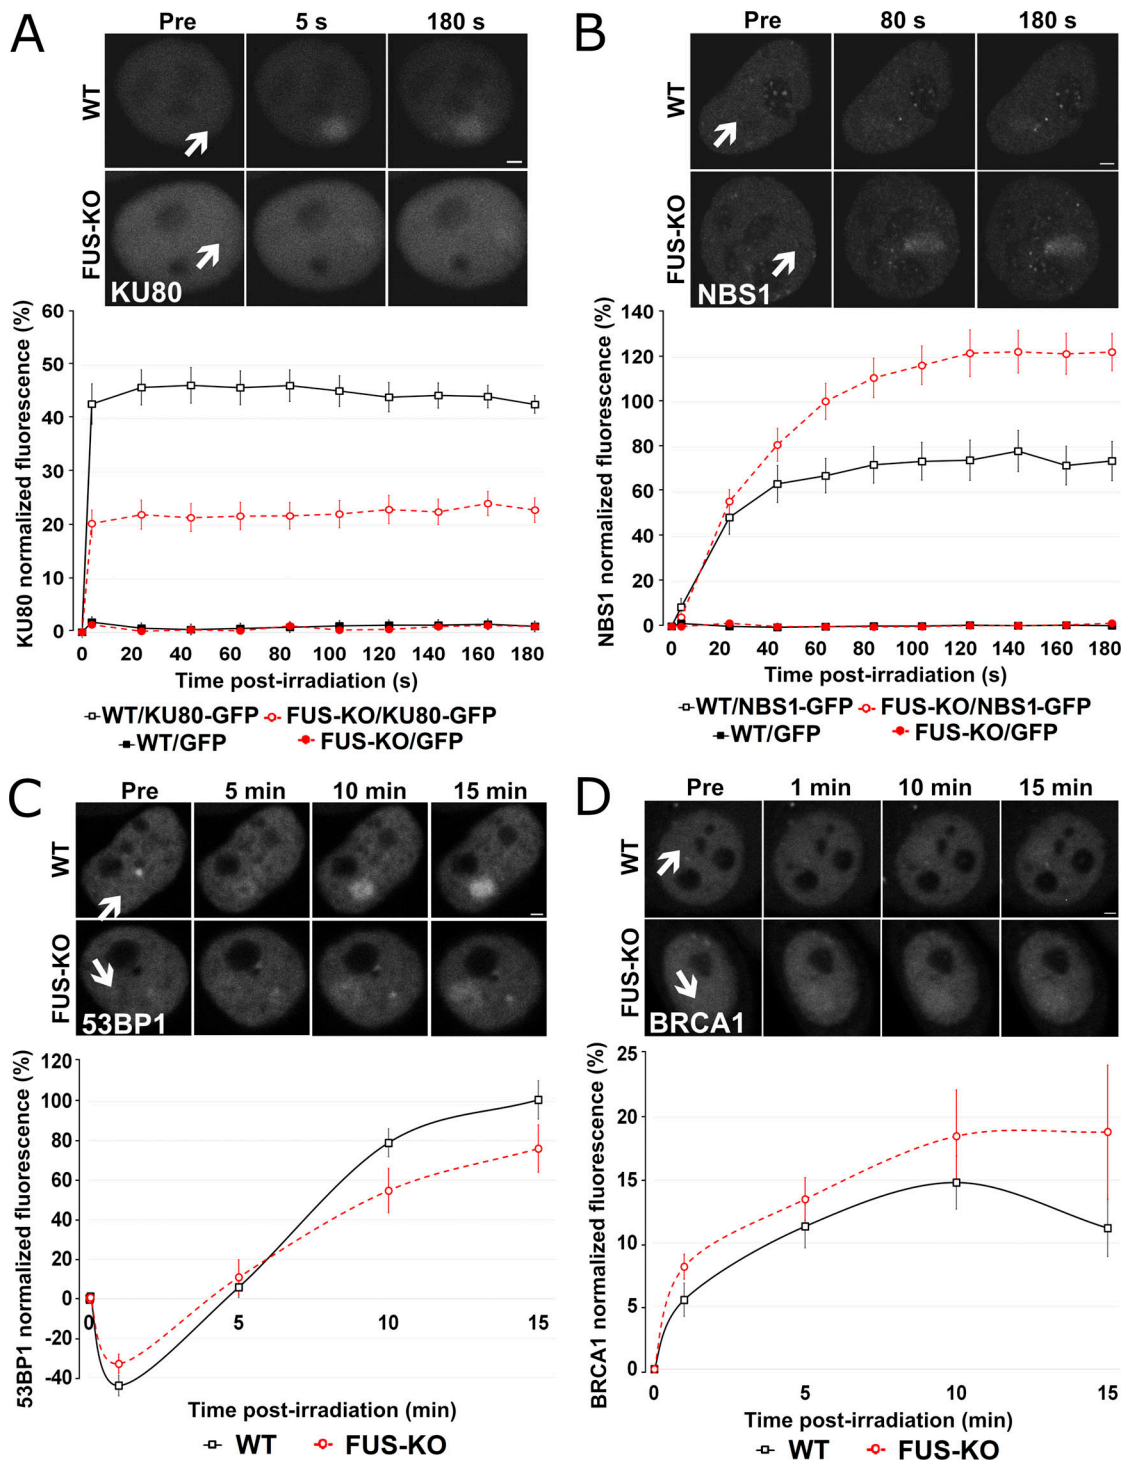 A
Pre 5 s 180 s
WT
FUS-KO
KU80
KU80 normalized fluorescence (%)
60
50
40
30
20
10
0
0 20 40 60 80 100 120 140 160 180
Time post-irradiation (s)
WT/KU80-GFP FUS-KO/KU80-GFP
WT/GFP FUS-KO/GFP
B
Pre 80 s 180 s
WT
FUS-KO
NBS1
NBS1 normalized fluorescence (%)
140
120
100
80
60
40
20
0
0 20 40 60 80 100 120 140 160 180
Time post-irradiation (s)
WT/NBS1-GFP FUS-KO/NBS1-GFP
WT/GFP FUS-KO/GFP
C
Pre 5 min 10 min 15 min
WT
FUS-KO
53BP1
53BP1 normalized fluorescence (%)
120
100
80
60
40
20
0
-20
-40
0 5 10 15
Time post-irradiation (min)
WT FUS-KO
D
Pre 1 min 10 min 15 min
WT
FUS-KO
BRCA1
BRCA1 normalized fluorescence (%)
25
20
15
10
5
0
0 5 10 15
Time post-irradiation (min)
WT FUS-KO